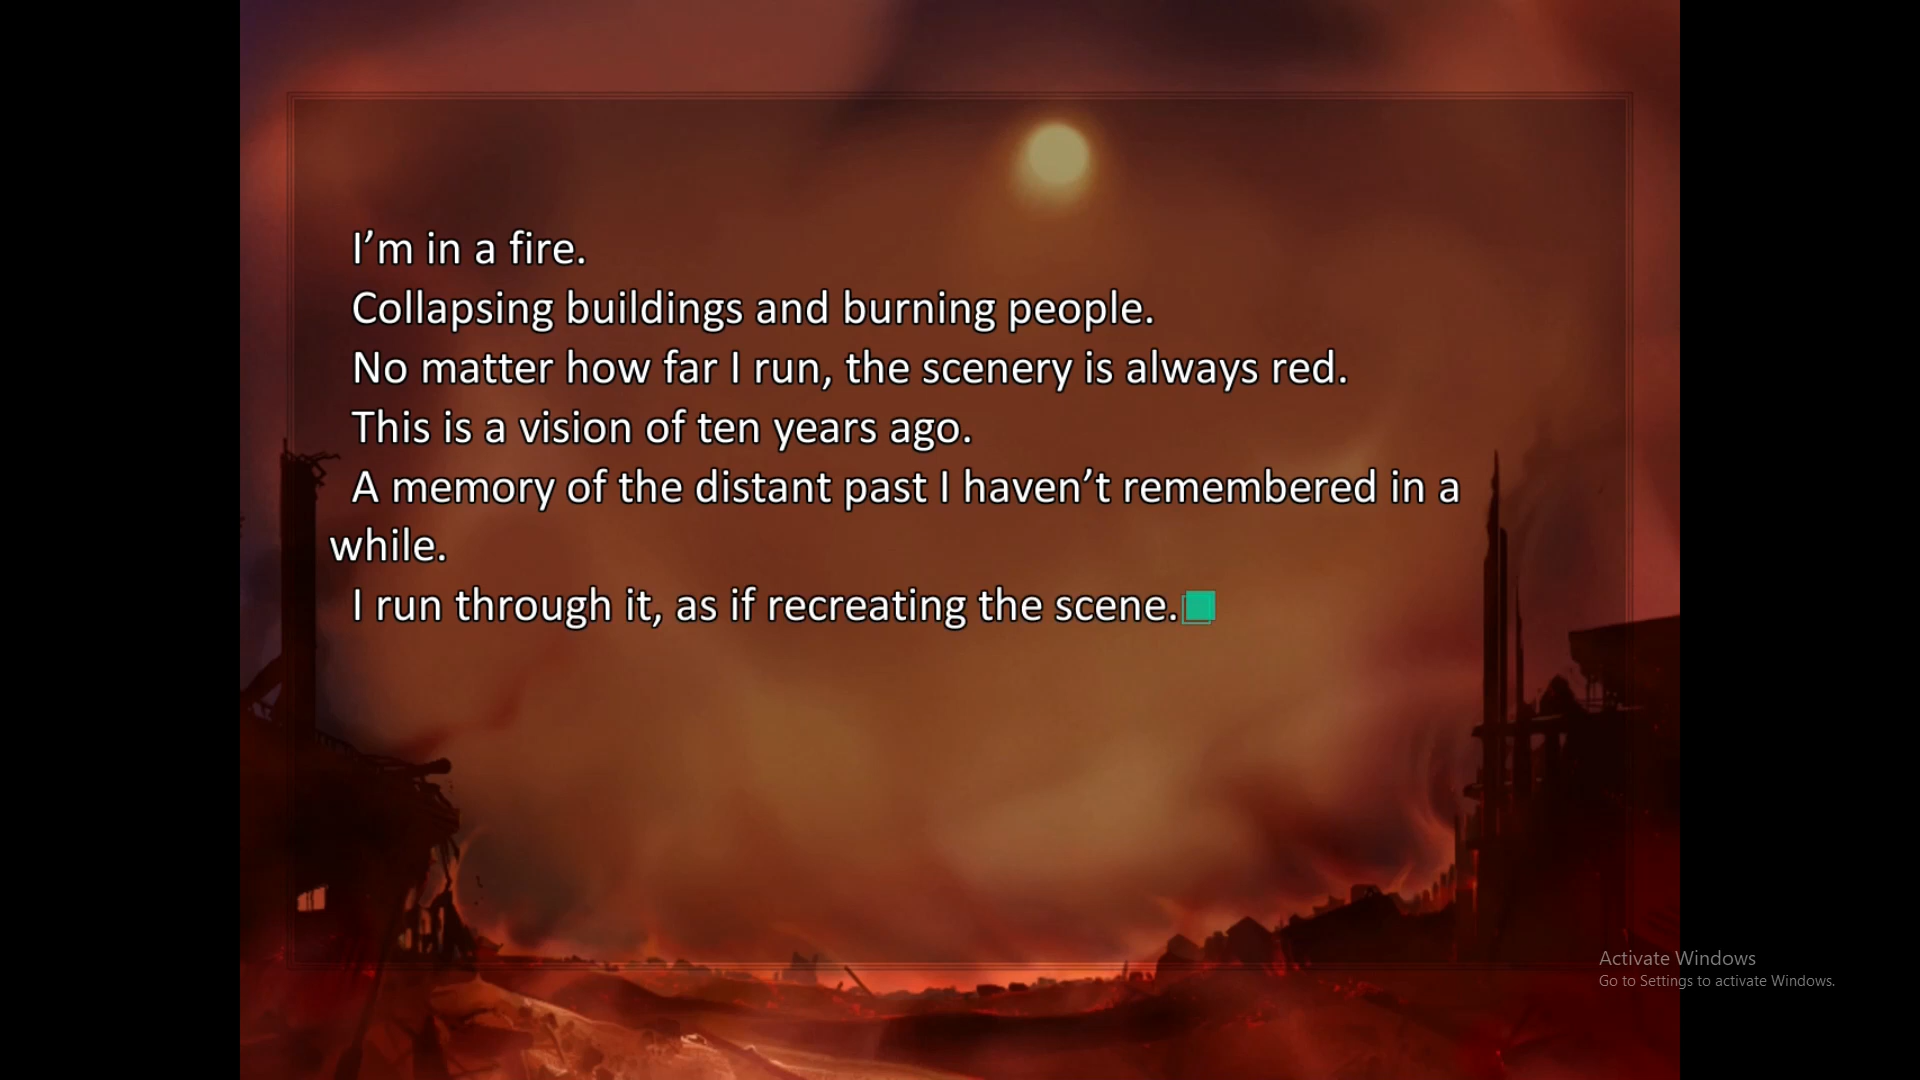 I’m in a fire.
Collapsing buildings and burning people.
No matter how far I run, the scenery is always red.
This is a vision of ten years ago.
A memory of the distant past I haven’t remembered in a
while.
I run through it, as if recreating the scene.
Activate Windows
Go to Settings to activate Windows.